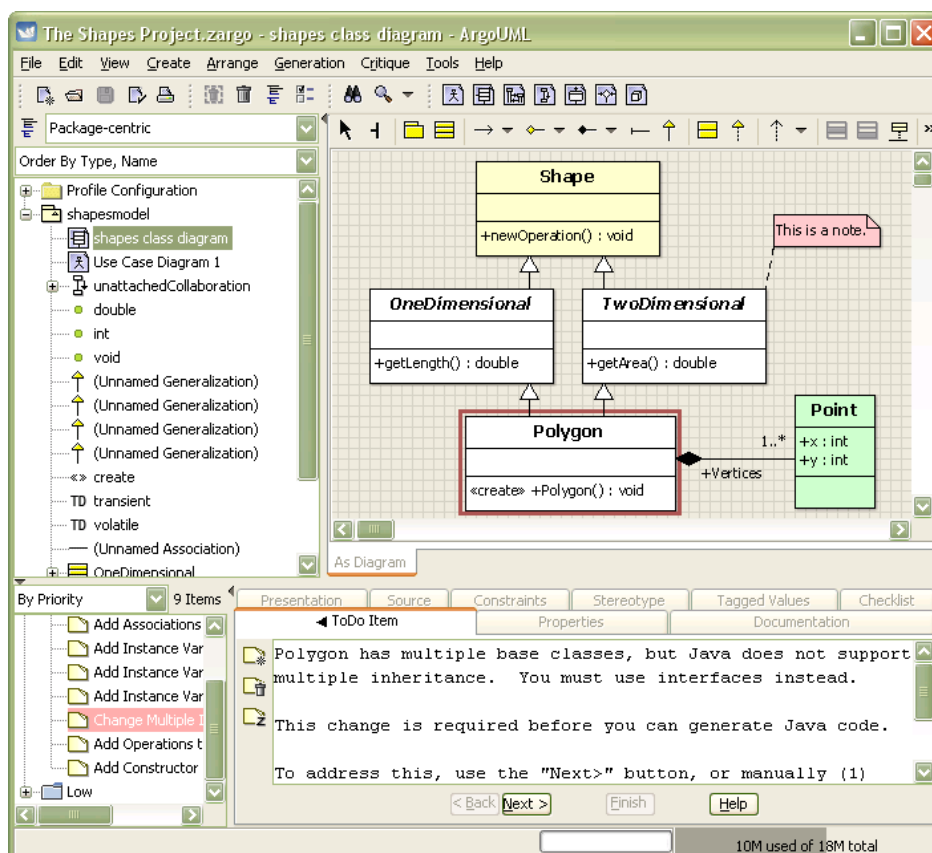 The Shapes Project.zargo - shapes class diagram - ArgoUML
File Edit View Create Arrange Generation Critique Tools Help
Package-centric
Order By Type, Name
Profile Configuration
shapesmodel
shapes class diagram
Use Case Diagram 1
unattachedCollaboration
double
int
void
(Unnamed Generalization)
(Unnamed Generalization)
(Unnamed Generalization)
(Unnamed Generalization)
«» create
TD transient
TD volatile
(Unnamed Association)
OneDimensional
Shape
+newOperation() : void
This is a note.
OneDimensional
+getLength() : double
TwoDimensional
+getArea() : double
Polygon
«create» +Polygon() : void
1..*
+Vertices
Point
+x : int
+y : int
As Diagram
By Priority
9 Items
Add Associations
Add Instance Var
Add Instance Var
Add Instance Var
Change Multiple I
Add Operations t
Add Constructor
Low
Presentation Source Constraints Stereotype Tagged Values Checklist
ToDo Item Properties Documentation
Polygon has multiple base classes, but Java does not support
multiple inheritance. You must use interfaces instead.
This change is required before you can generate Java code.
To address this, use the "Next>" button, or manually (1)
< Back Next > Finish Help
10M used of 18M total